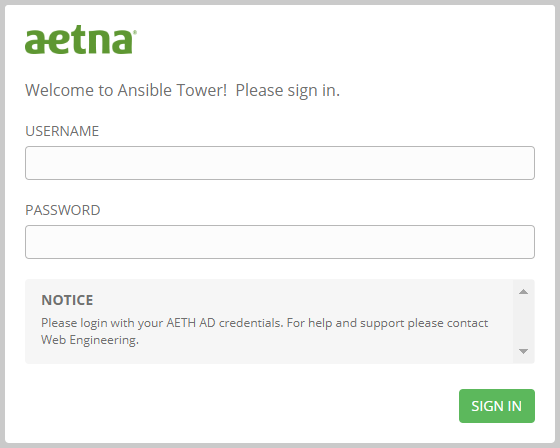 aetna®
Welcome to Ansible Tower!  Please sign in.
USERNAME
PASSWORD
NOTICE
Please login with your AETH AD credentials. For help and support please contact
Web Engineering.
SIGN IN